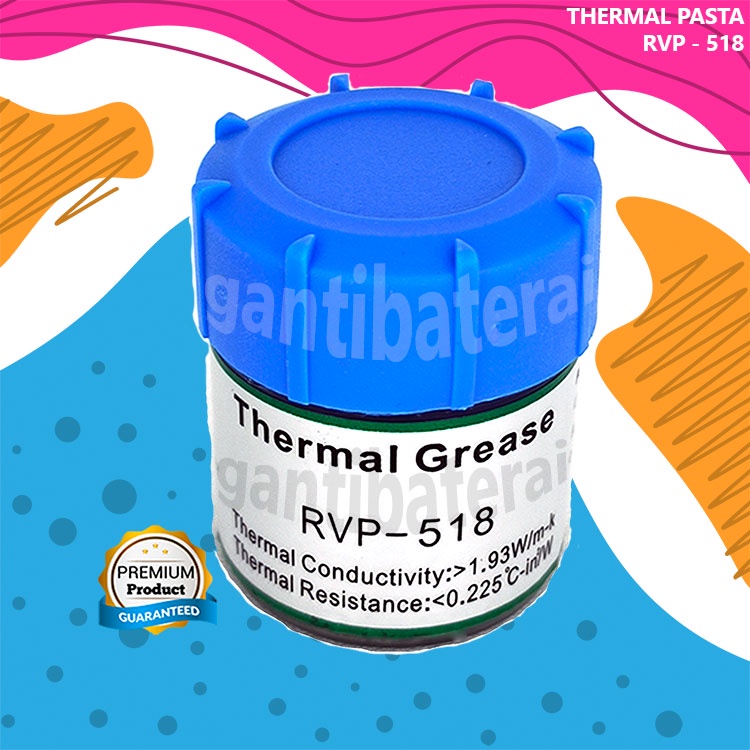 THERMAL PASTA
RVP - 518
gantibaterai
Thermal Grease
gantibaterai
RVP-518
Thermal Conductivity:>1.93W/m-k
Thermal Resistance:<0.225℃-in²/W
PREMIUM
Product
GUARANTEED